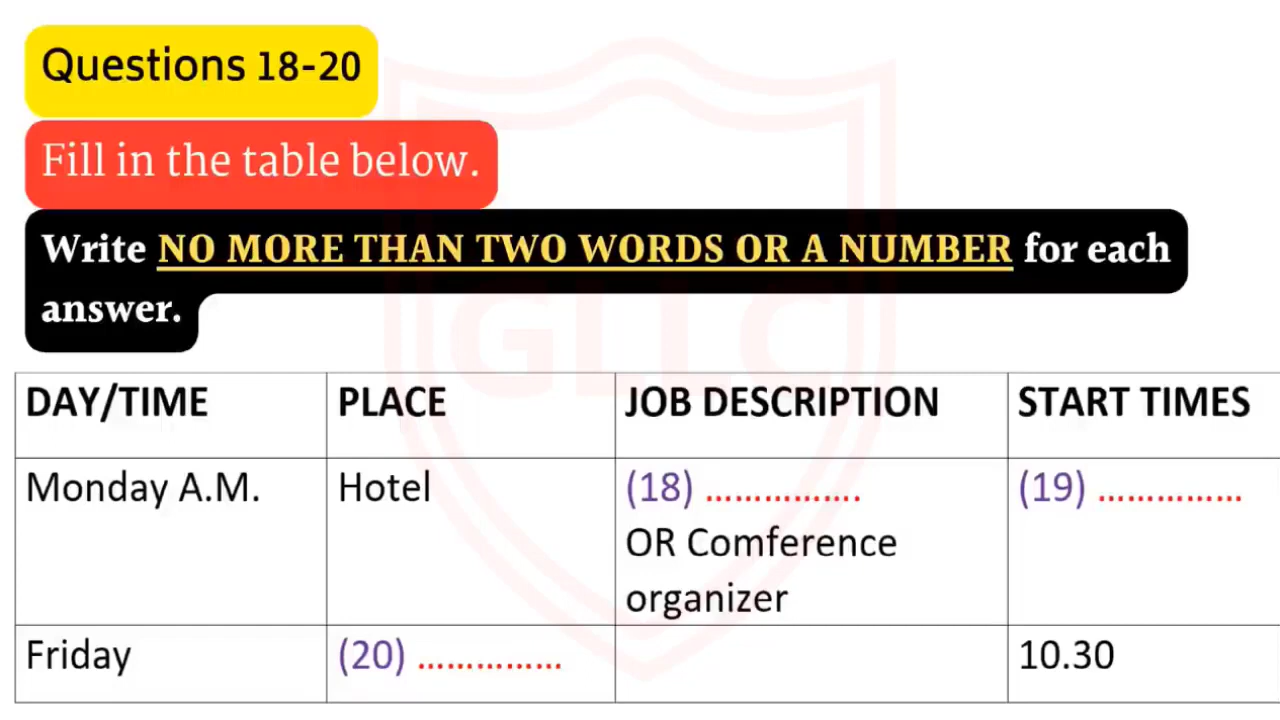 Questions 18-20
Fill in the table below.
Write NO MORE THAN TWO WORDS OR A NUMBER for each
answer.
GLLC
DAY/TIME PLACE JOB DESCRIPTION START TIMES
Monday A.M. Hotel (18) ................ (19) ...............
OR Comference
organizer
Friday (20) ............... 10.30